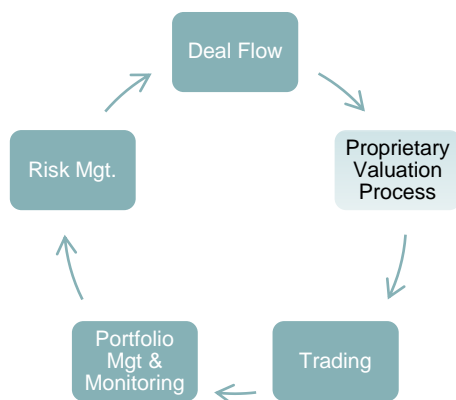 Deal Flow
Proprietary
Valuation
Process
Trading
Portfolio
Mgt &
Monitoring
Risk Mgt.